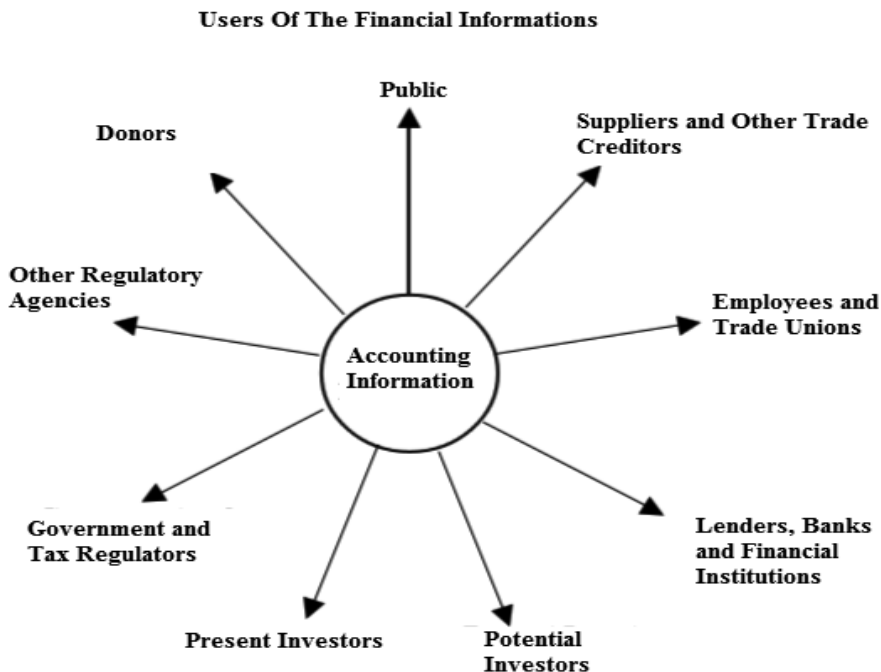 Users Of The Financial Informations
Public
Suppliers and Other Trade
Creditors
Donors
Other Regulatory
Agencies
Employees and
Trade Unions
Accounting
Information
Government and
Tax Regulators
Lenders, Banks
and Financial
Institutions
Present Investors
Potential
Investors